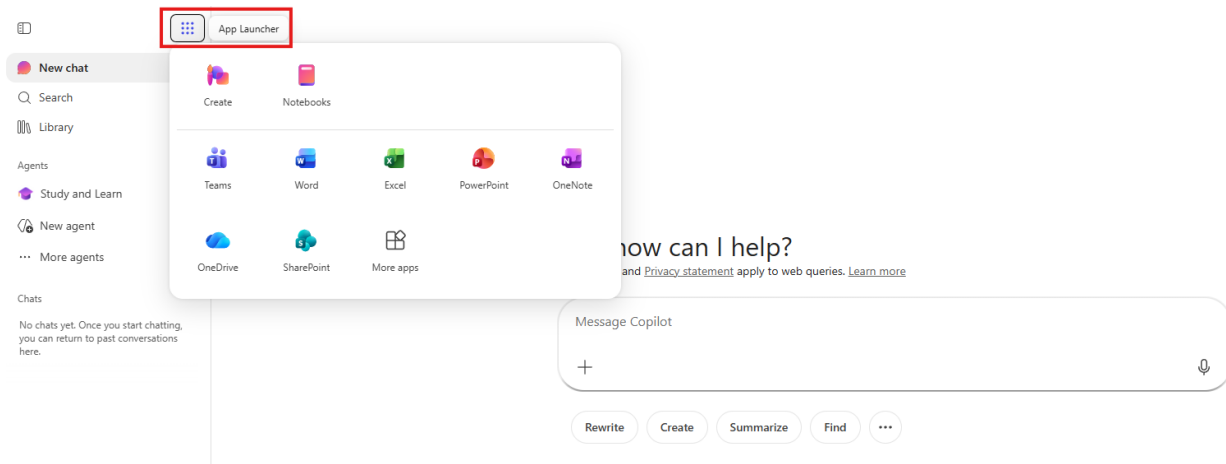 App Launcher
New chat
Search
Library
Agents
Study and Learn
New agent
More agents
Chats
No chats yet. Once you start chatting,
you can return to past conversations
here.
Create
Notebooks
Teams
Word
Excel
PowerPoint
OneNote
OneDrive
SharePoint
More apps
how can I help?
and Privacy statement apply to web queries. Learn more
Message Copilot
Rewrite
Create
Summarize
Find